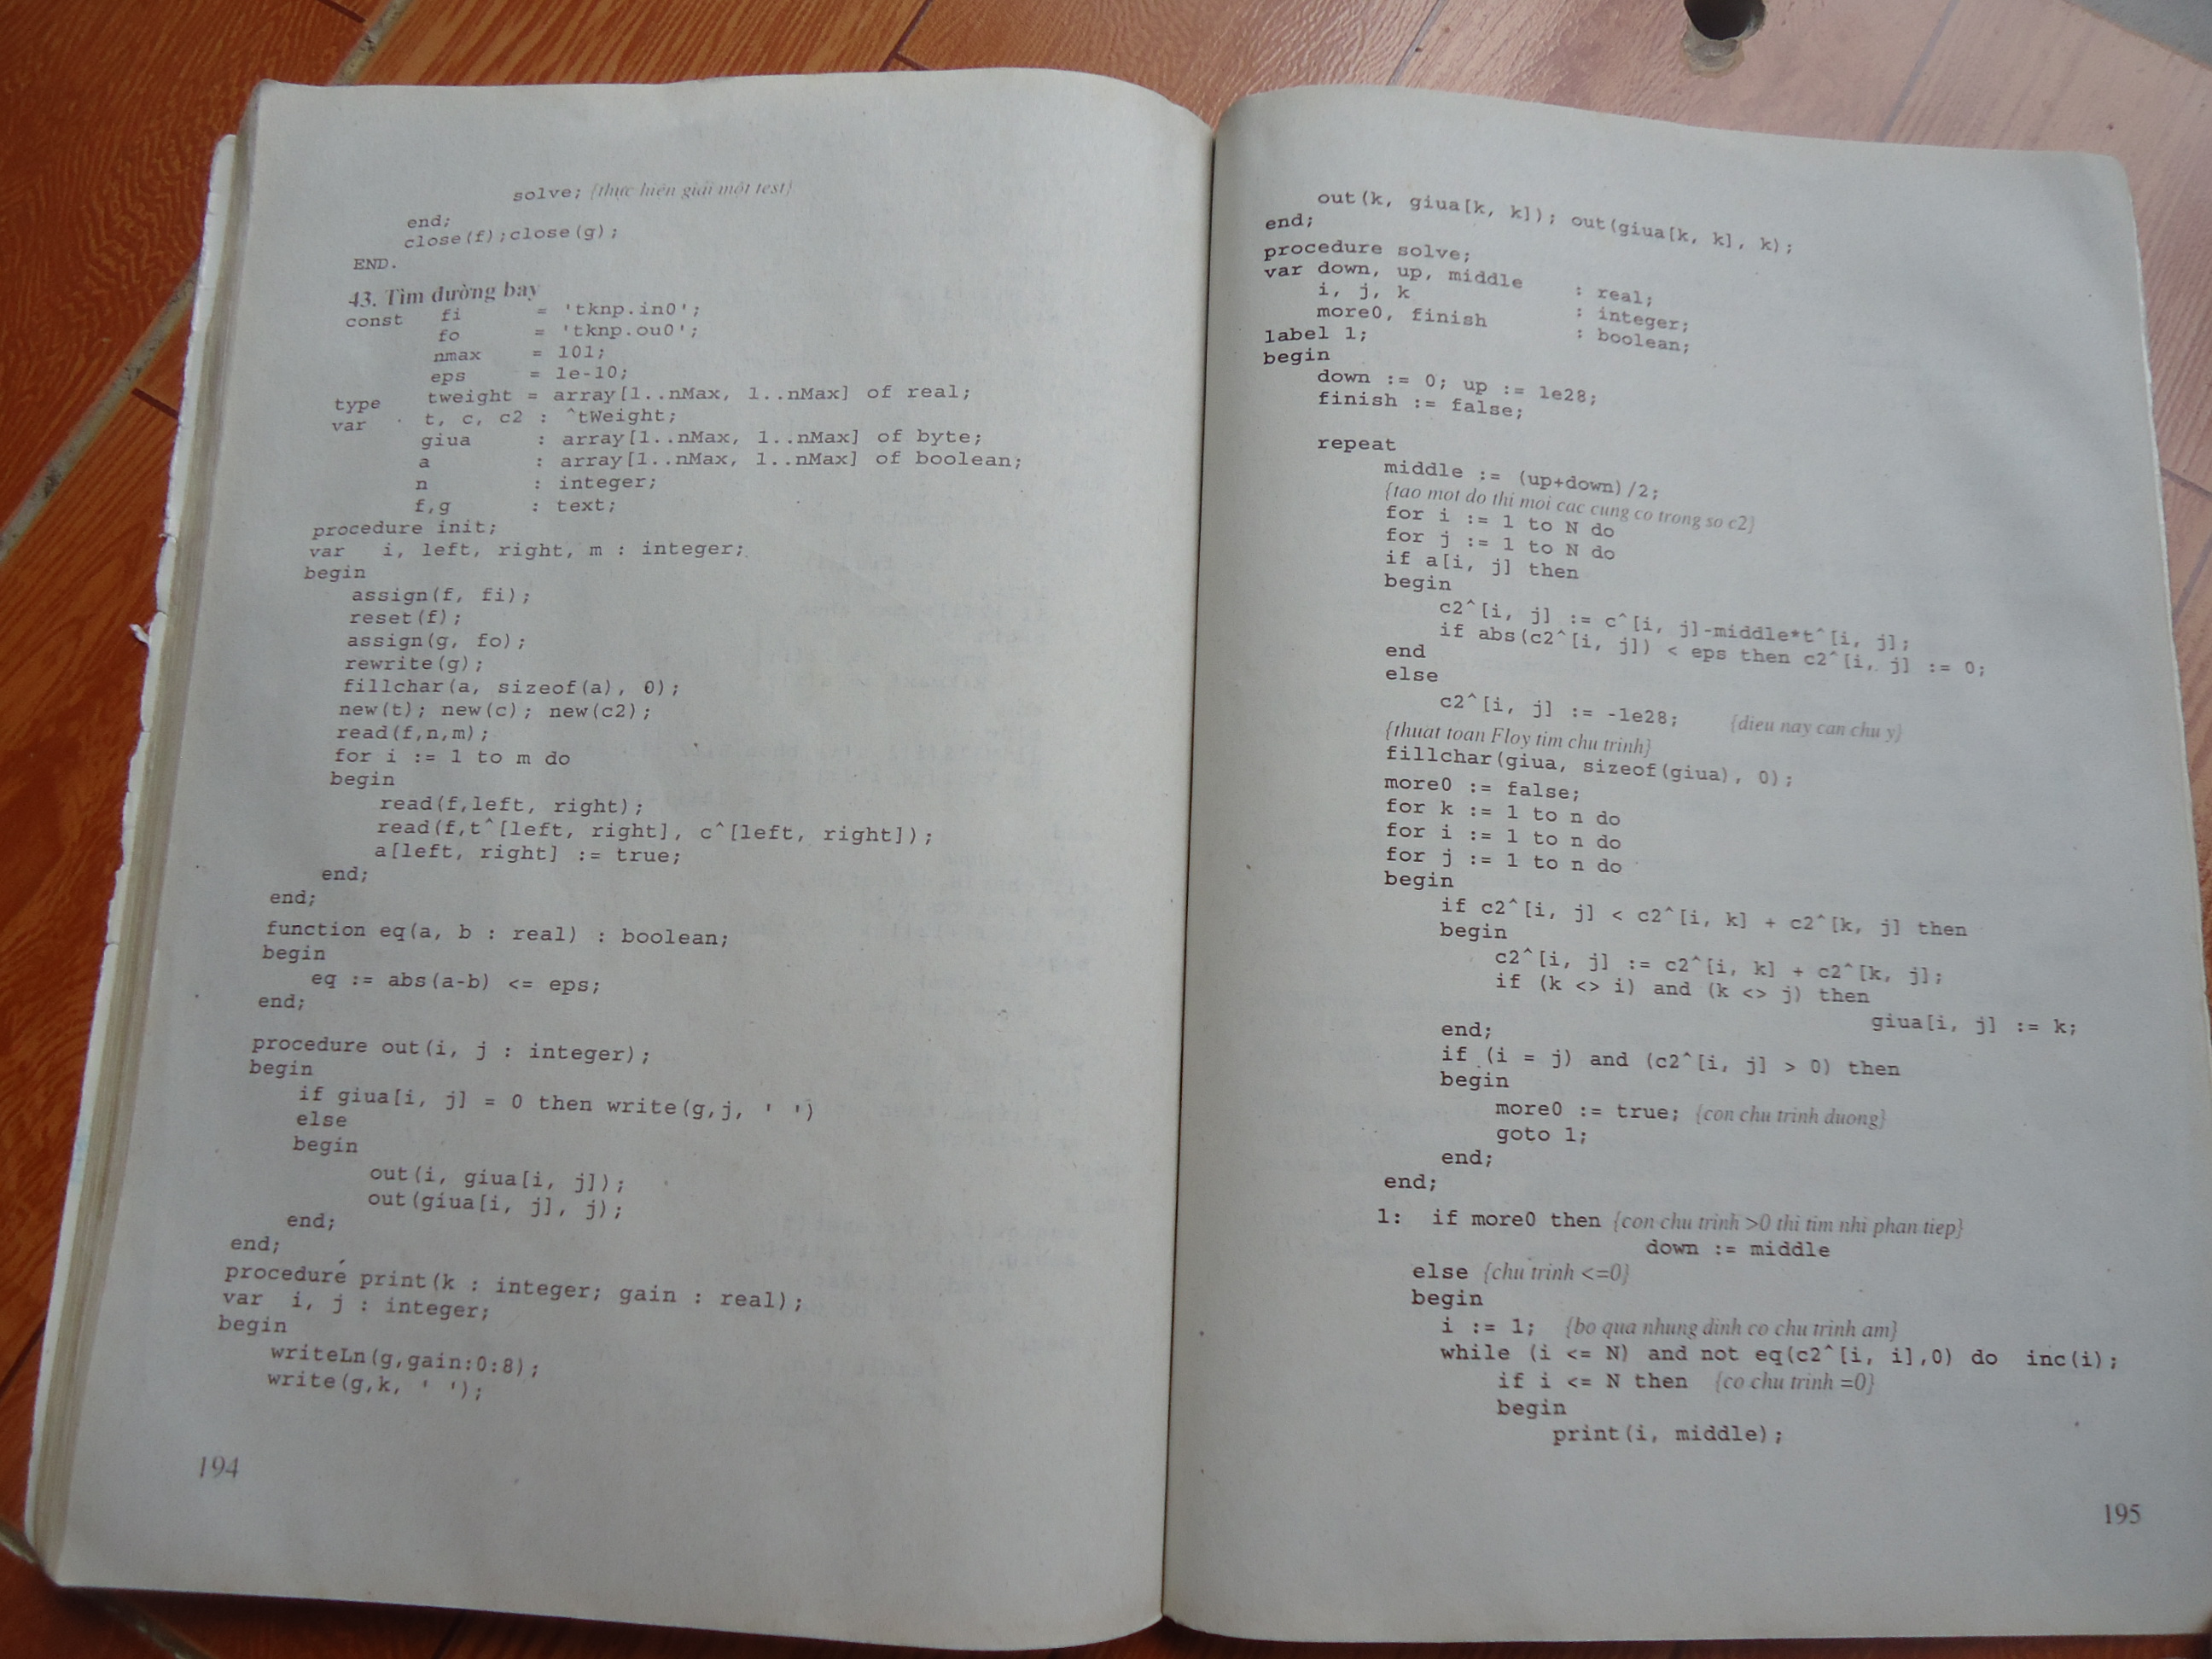 solve; {thực hiện giải một test}
end;
close(f);close(g);
END.
43. Tìm đường bay
const fi = 'tknp.in0';
fo = 'tknp.ou0';
nmax = 101;
eps = 1e-10;
type tweight = array[1..nMax, 1..nMax] of real;
var t, c, c2 : ^tWeight;
giua : array[1..nMax, 1..nMax] of byte;
a : array[1..nMax, 1..nMax] of boolean;
n : integer;
f,g : text;
procedure init;
var i, left, right, m : integer;
begin
assign(f, fi);
reset(f);
assign(g, fo);
rewrite(g);
fillchar(a, sizeof(a), 0);
new(t); new(c); new(c2);
read(f,n,m);
for i := 1 to m do
begin
read(f,left, right);
read(f,t^[left, right], c^[left, right]);
a[left, right] := true;
end;
end;
function eq(a, b : real) : boolean;
begin
eq := abs(a-b) <= eps;
end;
procedure out(i, j : integer);
begin
if giua[i, j] = 0 then write(g,j, ' ')
else
begin
out(i, giua[i, j]);
out(giua[i, j], j);
end;
end;
procedure print(k : integer; gain : real);
var i, j : integer;
begin
writeLn(g,gain:0:8);
write(g,k, ' ');
194
out(k, giua[k, k]); out(giua[k, k], k);
end;
procedure solve;
var down, up, middle : real;
i, j, k : integer;
more0, finish : boolean;
label 1;
begin
down := 0; up := 1e28;
finish := false;
repeat
middle := (up+down)/2;
{tao mot do thi moi cac cung co trong so c2}
for i := 1 to N do
for j := 1 to N do
if a[i, j] then
begin
c2^[i, j] := c^[i, j]-middle*t^[i, j];
if abs(c2^[i, j]) < eps then c2^[i, j] := 0;
end
else
c2^[i, j] := -1e28; {dieu nay can chu y}
{thuat toan Floy tim chu trinh}
fillchar(giua, sizeof(giua), 0);
more0 := false;
for k := 1 to n do
for i := 1 to n do
for j := 1 to n do
begin
if c2^[i, j] < c2^[i, k] + c2^[k, j] then
begin
c2^[i, j] := c2^[i, k] + c2^[k, j];
if (k <> i) and (k <> j) then
giua[i, j] := k;
end;
if (i = j) and (c2^[i, j] > 0) then
begin
more0 := true; {con chu trinh duong}
goto 1;
end;
end;
1: if more0 then {con chu trinh >0 thi tim nhi phan tiep}
down := middle
else {chu trinh <=0}
begin
i := 1; {bo qua nhung dinh co chu trinh am}
while (i <= N) and not eq(c2^[i, i],0) do inc(i);
if i <= N then {co chu trinh =0}
begin
print(i, middle);
195